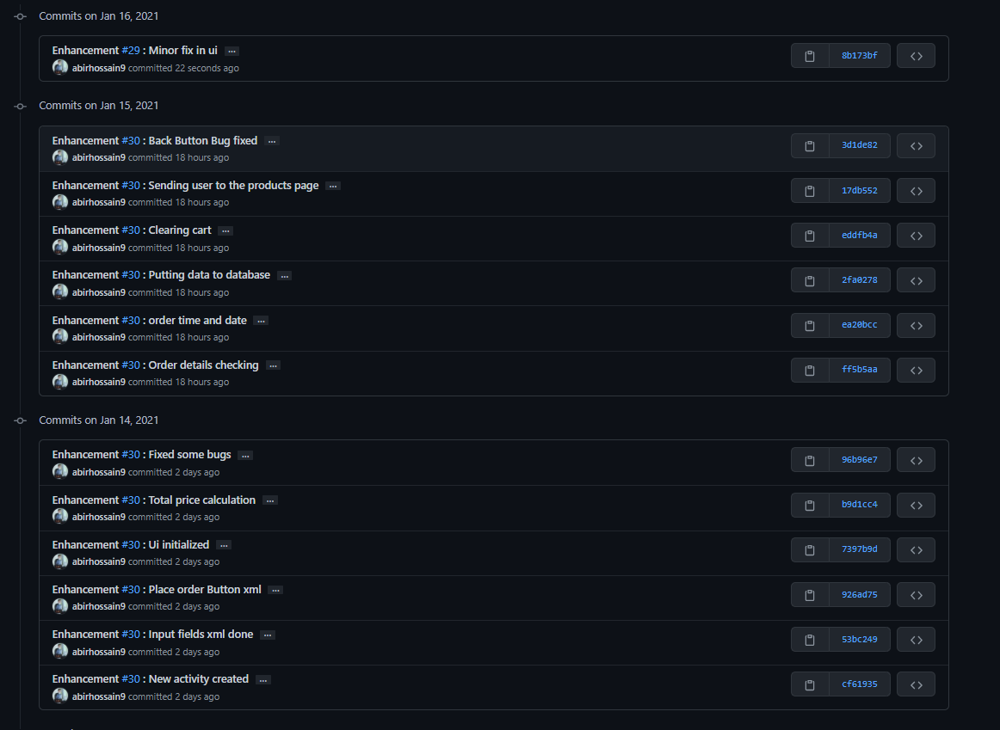 Commits on Jan 16, 2021
Enhancement #29 : Minor fix in ui ...
abirhossain9 committed 22 seconds ago
8b173bf
Commits on Jan 15, 2021
Enhancement #30 : Back Button Bug fixed ...
abirhossain9 committed 18 hours ago
3d1de82
Enhancement #30 : Sending user to the products page ...
abirhossain9 committed 18 hours ago
17db552
Enhancement #30 : Clearing cart ...
abirhossain9 committed 18 hours ago
eddfb4a
Enhancement #30 : Putting data to database ...
abirhossain9 committed 18 hours ago
2fa0278
Enhancement #30 : order time and date ...
abirhossain9 committed 18 hours ago
ea20bcc
Enhancement #30 : Order details checking ...
abirhossain9 committed 18 hours ago
ff5b5aa
Commits on Jan 14, 2021
Enhancement #30 : Fixed some bugs ...
abirhossain9 committed 2 days ago
96b96e7
Enhancement #30 : Total price calculation ...
abirhossain9 committed 2 days ago
b9d1cc4
Enhancement #30 : Ui initialized ...
abirhossain9 committed 2 days ago
7397b9d
Enhancement #30 : Place order Button xml ...
abirhossain9 committed 2 days ago
926ad75
Enhancement #30 : Input fields xml done ...
abirhossain9 committed 2 days ago
53bc249
Enhancement #30 : New activity created ...
abirhossain9 committed 2 days ago
cf61935